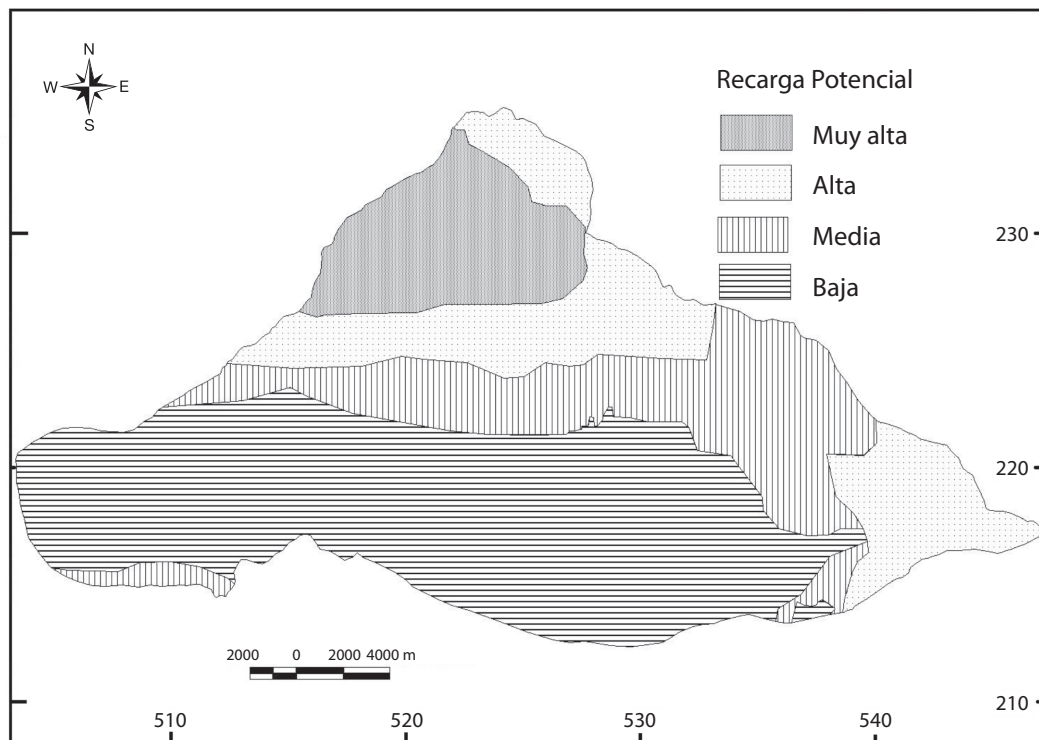 N
W E
S
Recarga Potencial
Muy alta
Alta
Media
Baja
230
220
210
2000 0 2000 4000 m
510 520 530 540